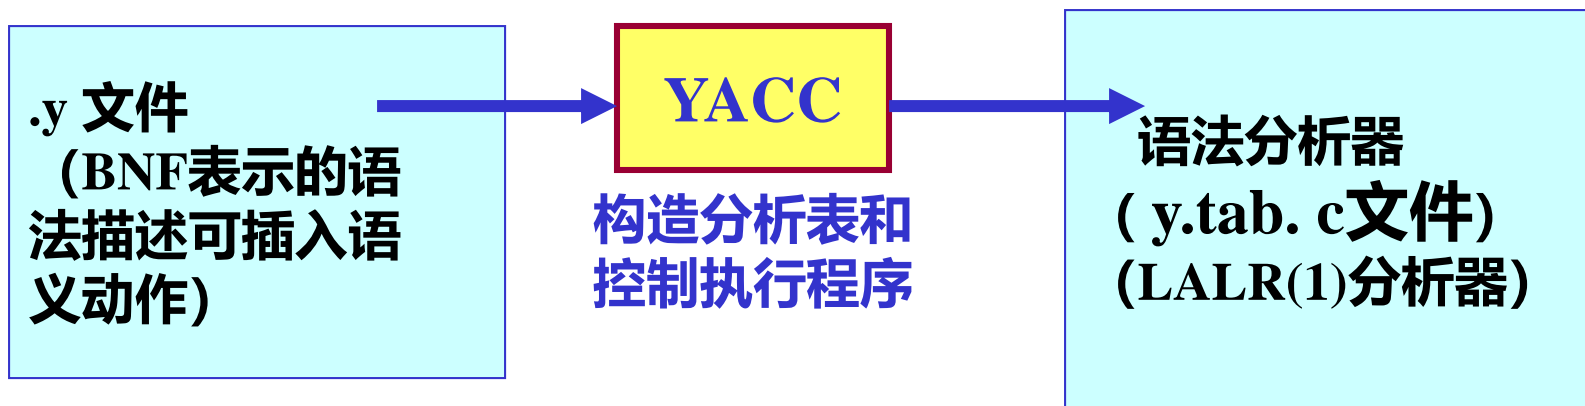 .y 文件
（BNF表示的语
法描述可插入语
义动作）
YACC
构造分析表和
控制执行程序
语法分析器
( y.tab. c文件)
（LALR(1)分析器）